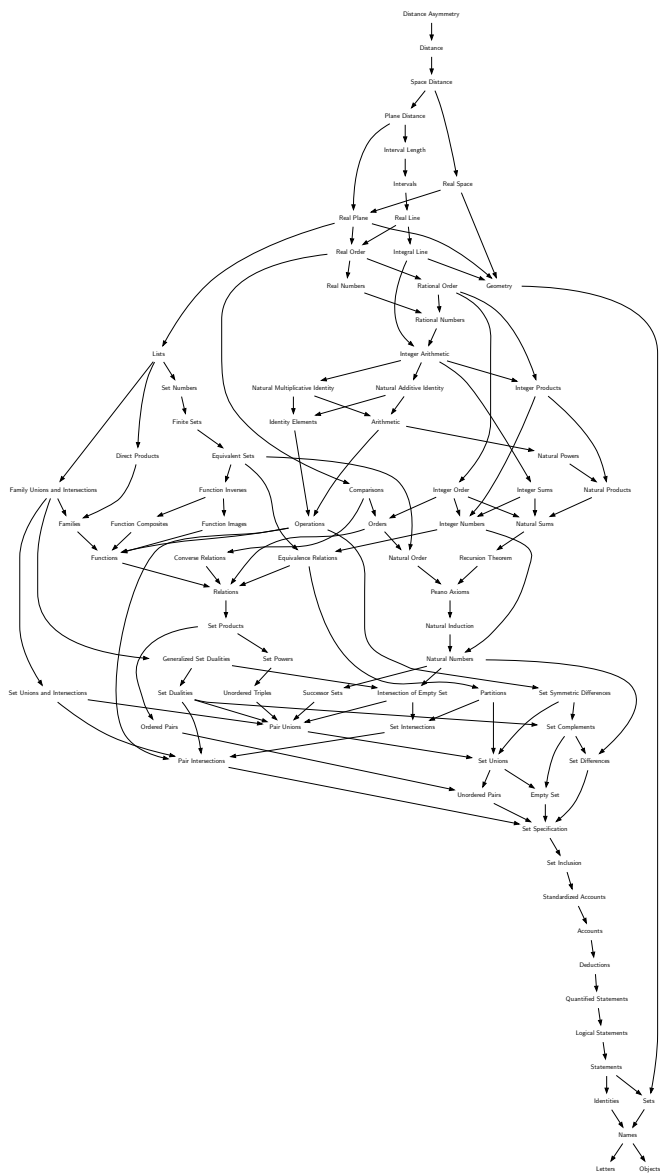 Distance Asymmetry
Distance
Space Distance
Plane Distance
Interval Length
Intervals Real Space
Real Plane Real Line
Real Order Integral Line
Real Numbers Rational Order Geometry
Rational Numbers
Lists Integer Arithmetic
Set Numbers Natural Multiplicative Identity Natural Additive Identity Integer Products
Finite Sets Identity Elements Arithmetic
Direct Products Equivalent Sets Natural Powers
Family Unions and Intersections Function Inverses Comparisons Integer Order Integer Sums Natural Products
Families Function Composites Function Images Operations Orders Integer Numbers Natural Sums
Functions Converse Relations Equivalence Relations Natural Order Recursion Theorem
Relations Peano Axioms
Set Products Natural Induction
Generalized Set Dualities Set Powers Natural Numbers
Set Unions and Intersections Set Dualities Unordered Triples Successor Sets Intersection of Empty Set Partitions Set Symmetric Differences
Ordered Pairs Pair Unions Set Intersections Set Complements
Pair Intersections Set Unions Set Differences
Unordered Pairs Empty Set
Set Specification
Set Inclusion
Standardized Accounts
Accounts
Deductions
Quantified Statements
Logical Statements
Statements
Identities Sets
Names
Letters Objects